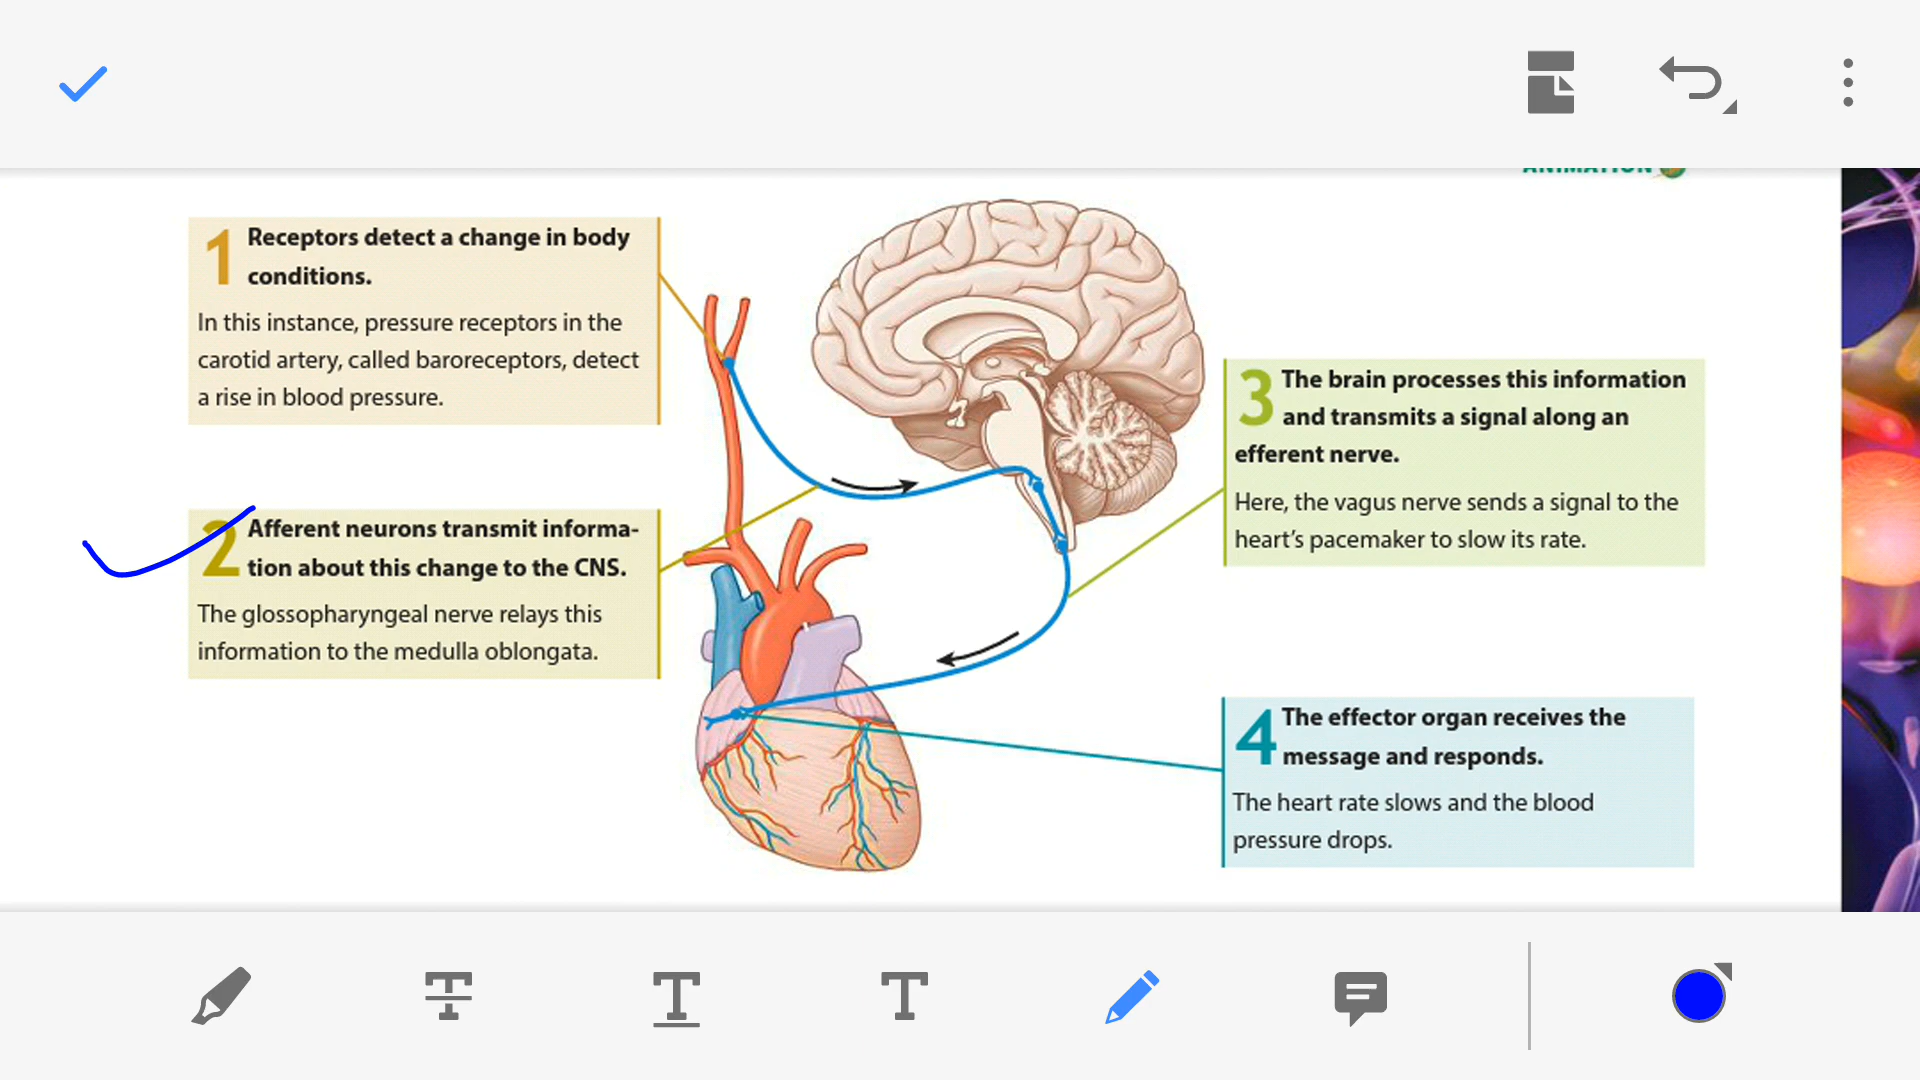 ANIMATION
1 Receptors detect a change in body
conditions.
In this instance, pressure receptors in the
carotid artery, called baroreceptors, detect
a rise in blood pressure.
2 Afferent neurons transmit informa-
tion about this change to the CNS.
The glossopharyngeal nerve relays this
information to the medulla oblongata.
3 The brain processes this information
and transmits a signal along an
efferent nerve.
Here, the vagus nerve sends a signal to the
heart's pacemaker to slow its rate.
4 The effector organ receives the
message and responds.
The heart rate slows and the blood
pressure drops.